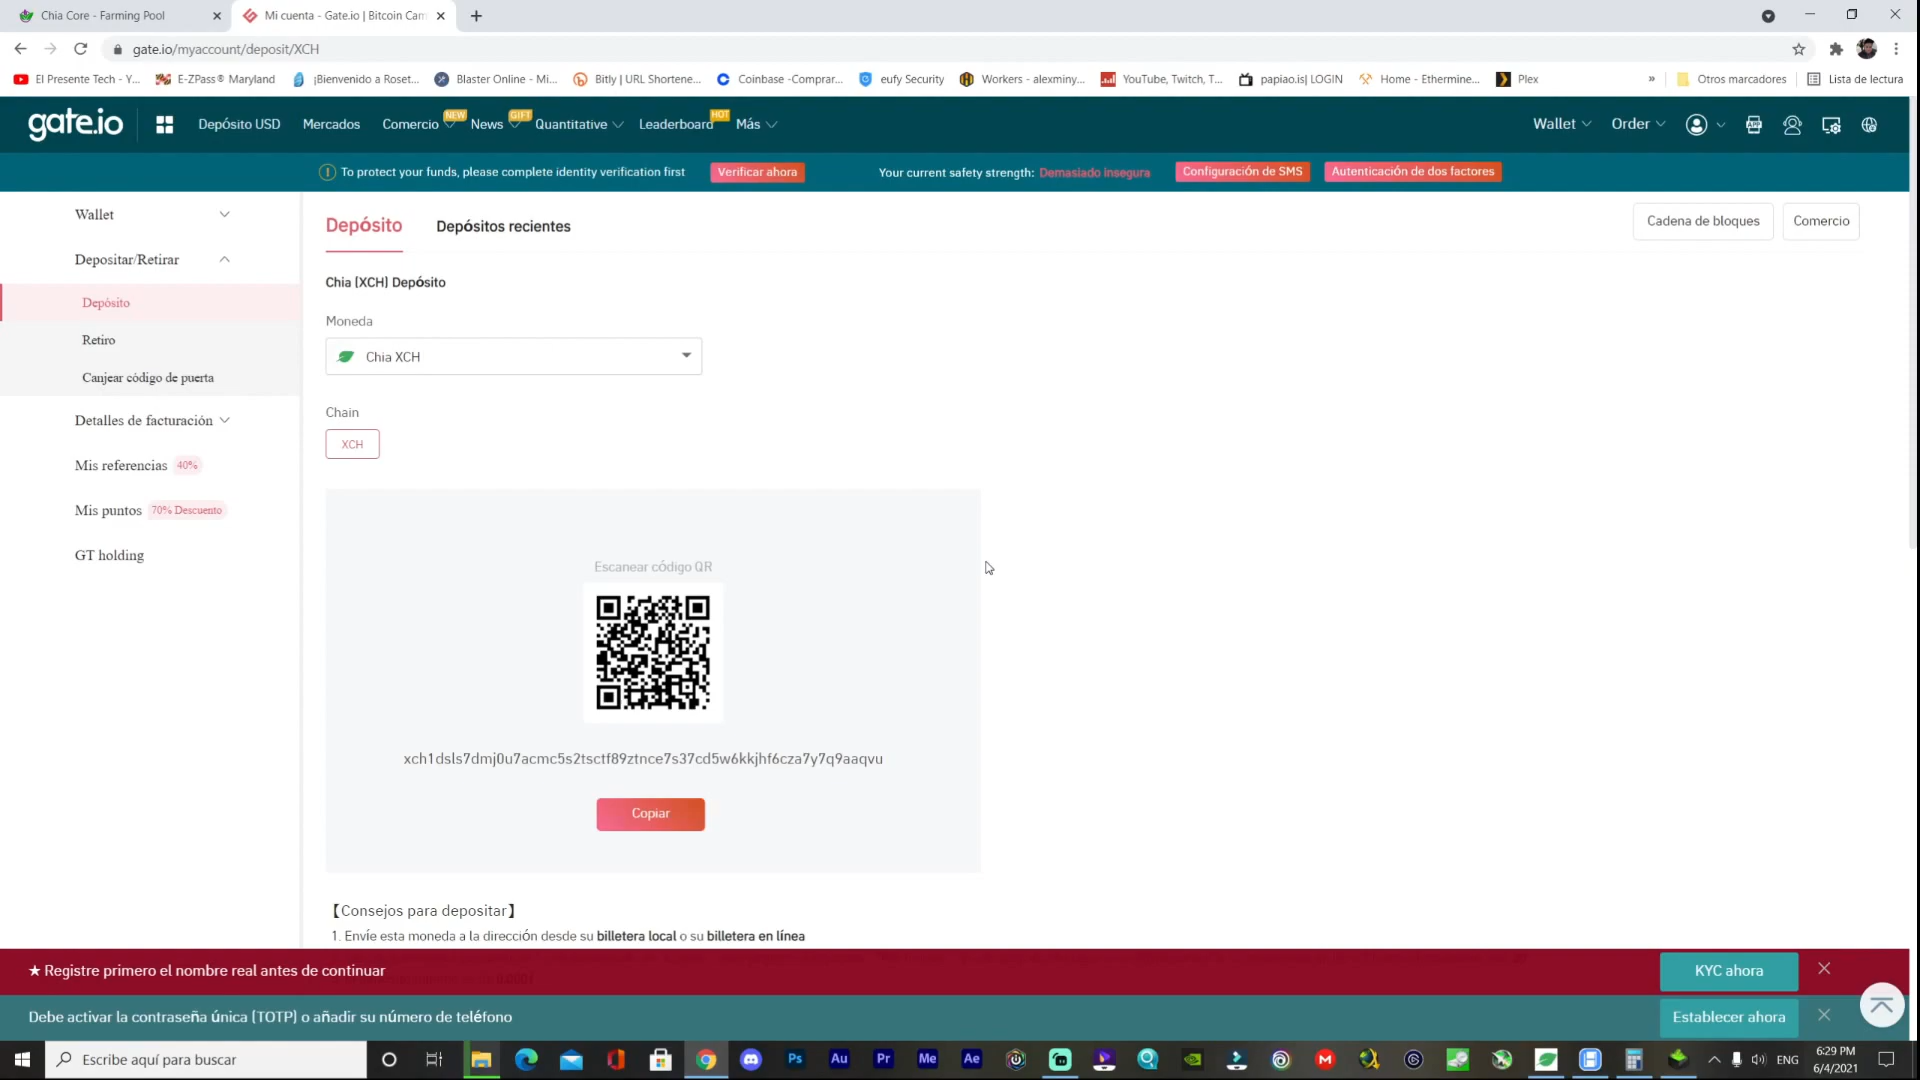 Chia Core - Farming Pool
Mi cuenta - Gate.io | Bitcoin Cam
gate.io/myaccount/deposit/XCH
El Presente Tech - Y...
E-ZPass® Maryland
¡Bienvenido a Roset...
Blaster Online - Mi...
Bitly | URL Shortene...
Coinbase -Comprar...
eufy Security
Workers - alexminy...
YouTube, Twitch, T...
papiao.is| LOGIN
Home - Ethermine...
Plex
»
Otros marcadores
Lista de lectura
gate.io
Depósito USD
Mercados
Comercio
NEW
News
GIFT
Quantitative
Leaderboard
HOT
Más
Wallet
Order
To protect your funds, please complete identity verification first
Verificar ahora
Your current safety strength: Demasiado insegura
Configuración de SMS
Autenticación de dos factores
Wallet
Depositar/Retirar
Depósito
Retiro
Canjear código de puerta
Detalles de facturación
Mis referencias 40%
Mis puntos 70% Descuento
GT holding
Depósito
Depósitos recientes
Cadena de bloques
Comercio
Chia (XCH) Depósito
Moneda
Chia XCH
Chain
XCH
Escanear código QR
xch1dsls7dmj0u7acmc5s2tsctf89ztnce7s37cd5w6kkjhf6cza7y7q9aaqvu
Copiar
【Consejos para depositar】
1. Envíe esta moneda a la dirección desde su billetera local o su billetera en línea
★ Registre primero el nombre real antes de continuar
KYC ahora
Debe activar la contraseña única (TOTP) o añadir su número de teléfono
Establecer ahora
Escribe aquí para buscar
Ps
Au
Pr
Me
Ae
ENG
6:29 PM
6/4/2021